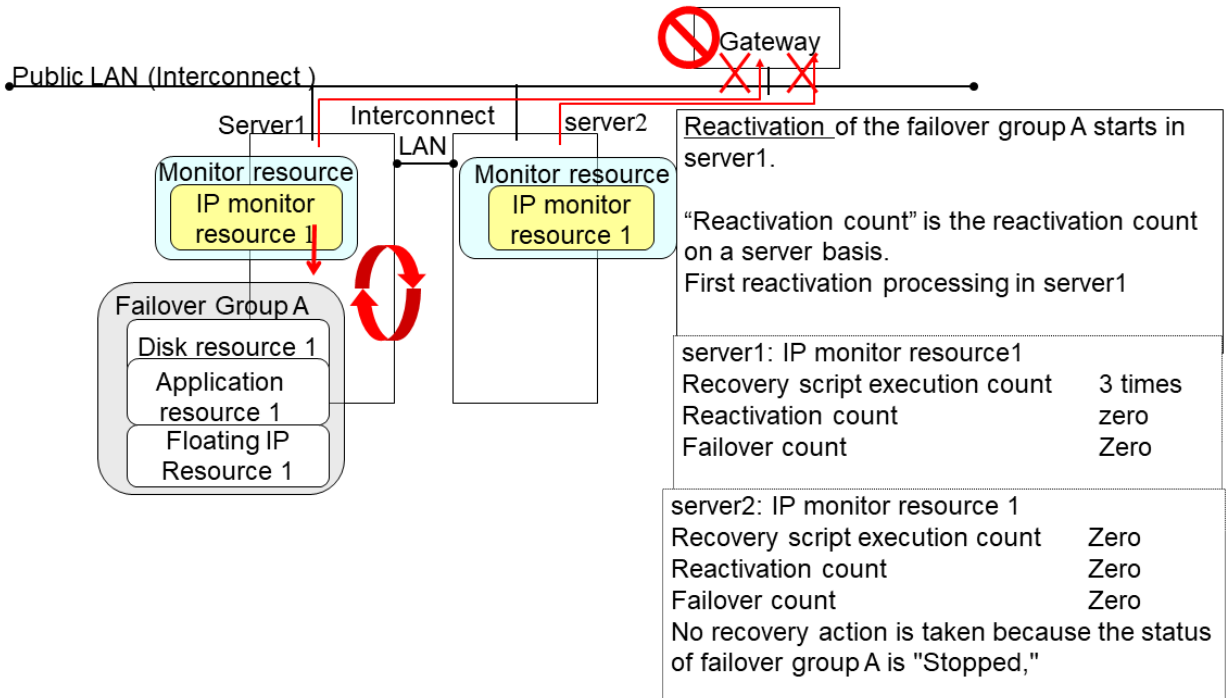 Gateway
Public LAN (Interconnect )
Server1
Interconnect
LAN
server2
Monitor resource
IP monitor
resource 1
Monitor resource
IP monitor
resource 1
Failover Group A
Disk resource 1
Application
resource 1
Floating IP
Resource 1
Reactivation of the failover group A starts in
server1.
“Reactivation count” is the reactivation count
on a server basis.
First reactivation processing in server1
server1: IP monitor resource1
Recovery script execution count 3 times
Reactivation count zero
Failover count Zero
server2: IP monitor resource 1
Recovery script execution count Zero
Reactivation count Zero
Failover count Zero
No recovery action is taken because the status
of failover group A is "Stopped,"